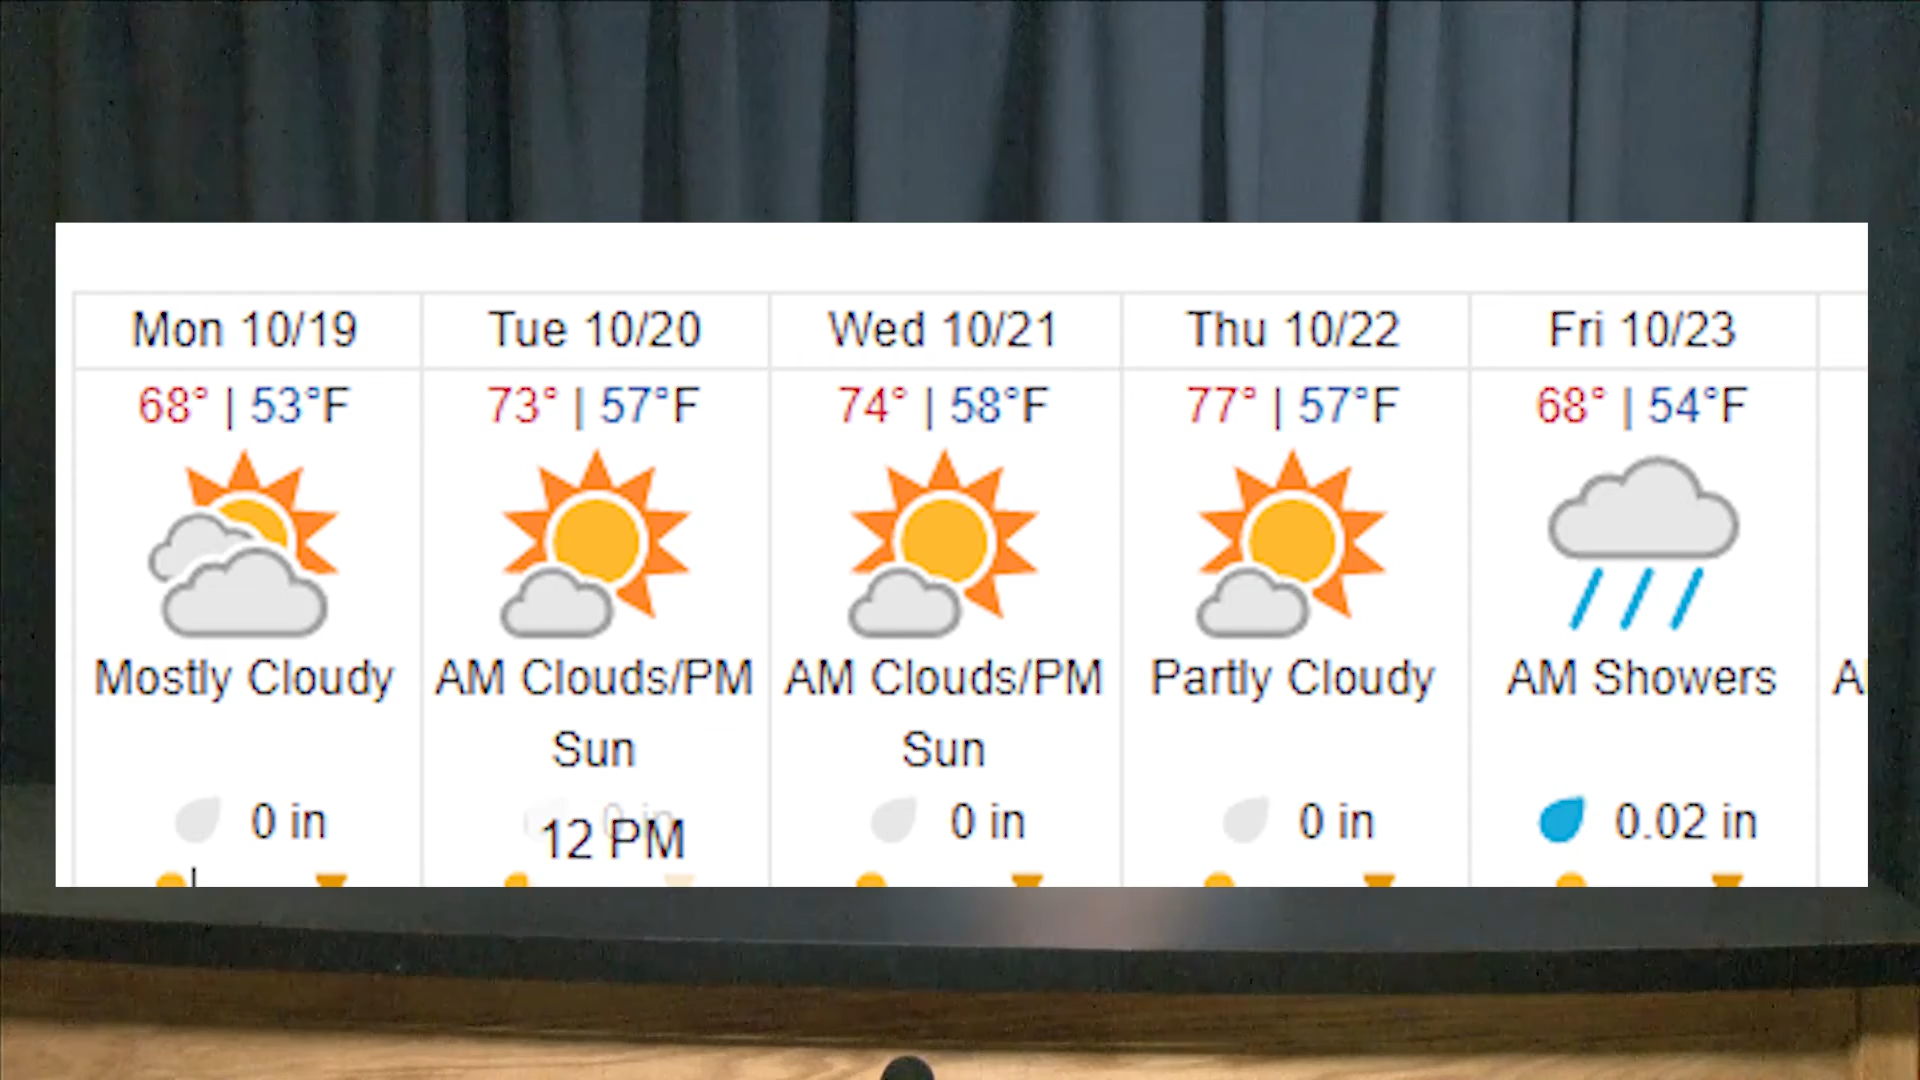 Mon 10/19 Tue 10/20 Wed 10/21 Thu 10/22 Fri 10/23
68° | 53°F 73° | 57°F 74° | 58°F 77° | 57°F 68° | 54°F
Mostly Cloudy AM Clouds/PM AM Clouds/PM Partly Cloudy AM Showers
Sun Sun
0 in 0 in 0 in 0 in 0.02 in
12 PM